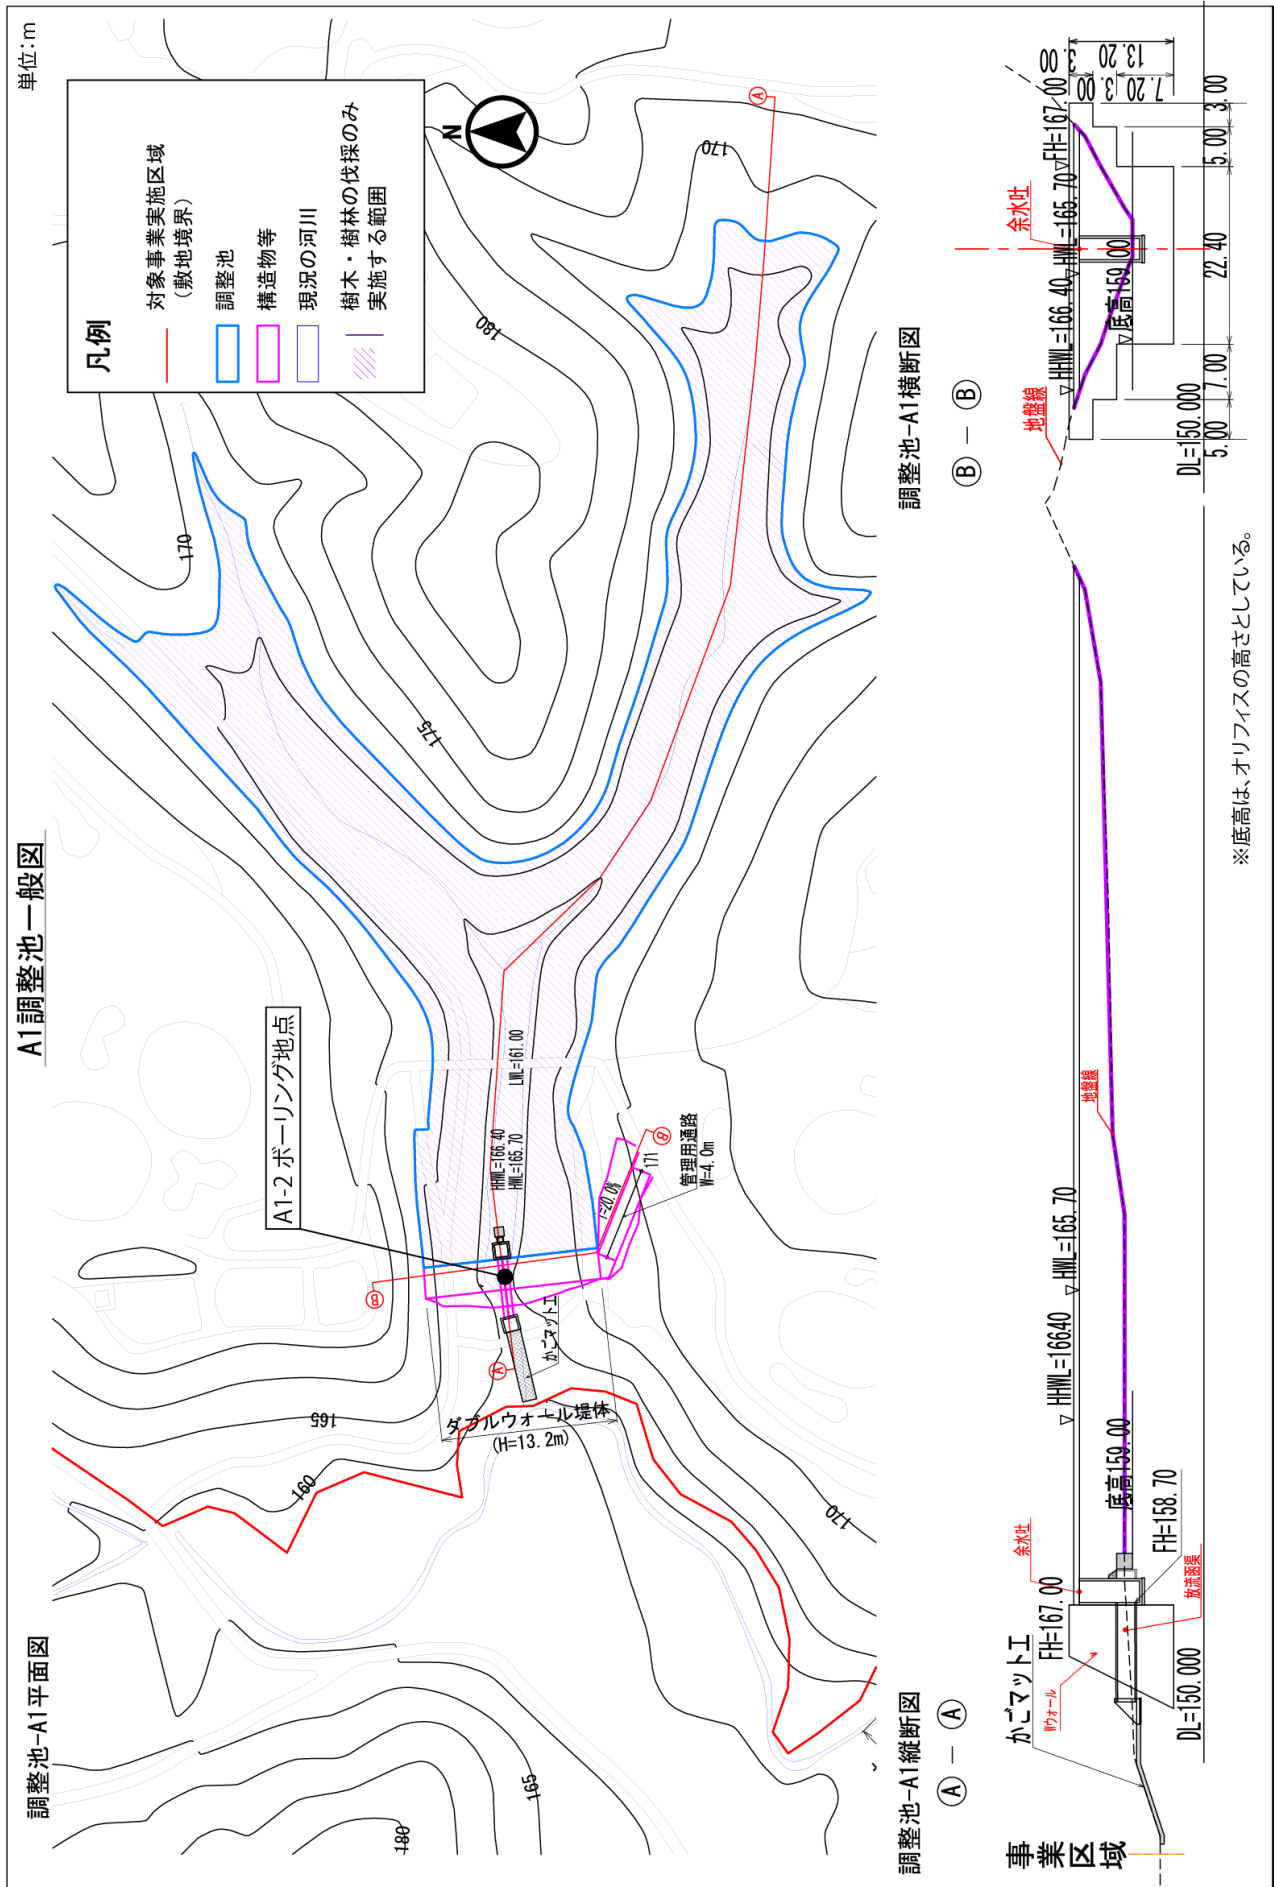 A1調整池一般図
単位:m
調整池-A1平面図
凡例
対象事業実施区域
(敷地境界)
調整池
構造物等
現況の河川
樹木・樹林の伐採のみ
実施する範囲
N
A1-2 ボーリング地点
170
180
175
170
165
160
165
180
170
171
HHWL=166.40
HWL=165.70
LWL=161.00
i=20.0%
管理用通路
W=4.0m
かごマット工
ダブルウォール堤体
(H=13.2m)
A
A
B
B
調整池-A1縦断図
A — A
事業区域
かごマット工
Wウォール
FH=167.00
余水吐
HHWL=16640
HWL=165.70
地盤線
底高159.00
FH=158.70
放流函渠
DL=150.000
調整池-A1横断図
B — B
地盤線
余水吐
HHWL=166.40
HWL=165.70
FH=167.00
底高159.00
DL=150.000
5.00
7.00
22.40
5.00
3.00
3.00
3.00
7.20
13.20
※底高は、オリフィスの高さとしている。